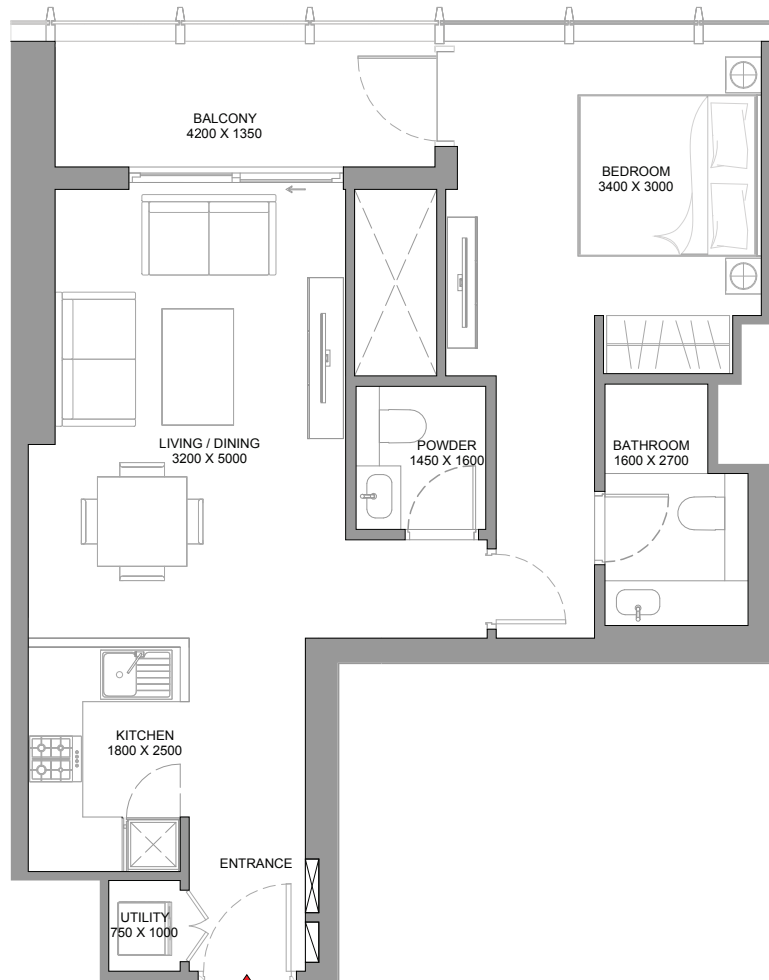 BALCONY
4200 X 1350
BEDROOM
3400 X 3000
LIVING / DINING
3200 X 5000
POWDER
1450 X 1600
BATHROOM
1600 X 2700
KITCHEN
1800 X 2500
ENTRANCE
UTILITY
750 X 1000